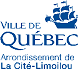 VILLE DE
QUÉBEC
Arrondissement de
La Cité-Limoilou